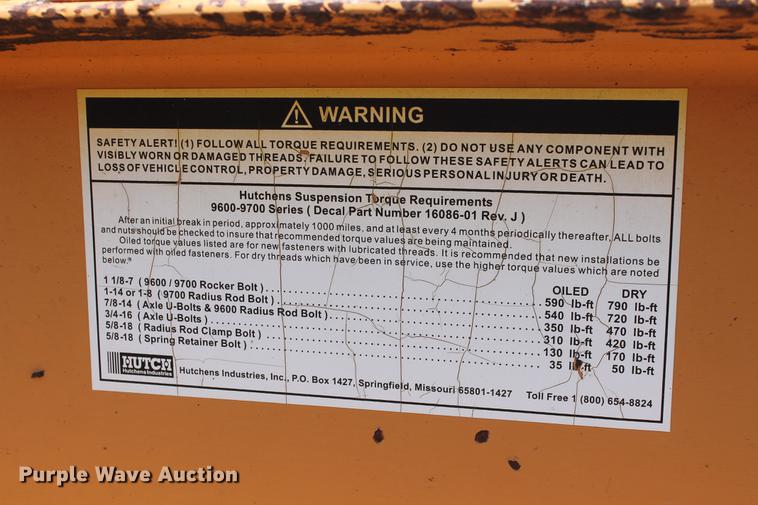 WARNING
SAFETY ALERT! (1) FOLLOW ALL TORQUE REQUIREMENTS. (2) DO NOT USE ANY COMPONENT WITH
VISIBLY WORN OR DAMAGED THREADS. FAILURE TO FOLLOW THESE SAFETY ALERTS CAN LEAD TO
LOSS OF VEHICLE CONTROL, PROPERTY DAMAGE, SERIOUS PERSONAL INJURY OR DEATH.
Hutchens Suspension Torque Requirements
9600-9700 Series ( Decal Part Number 16086-01 Rev. J )
After an initial break in period, approximately 1000 miles, and at least every 4 months periodically thereafter, ALL bolts
and nuts should be checked to insure that recommended torque values are being maintained.
Oiled torque values listed are for new fasteners with lubricated threads. It is recommended that new installations be
performed with oiled fasteners. For dry threads which have been in service, use the higher torque values which are noted
below.*
OILED DRY
1 1/8-7 ( 9600 / 9700 Rocker Bolt ) 590 lb-ft 790 lb-ft
1-14 or 1-8 ( 9700 Radius Rod Bolt ) 540 lb-ft 720 lb-ft
7/8-14 ( Axle U-Bolts & 9600 Radius Rod Bolt ) 350 lb-ft 470 lb-ft
3/4-16 ( Axle U-Bolts ) 310 lb-ft 420 lb-ft
5/8-18 ( Radius Rod Clamp Bolt ) 130 lb-ft 170 lb-ft
5/8-18 ( Spring Retainer Bolt ) 35 lb-ft 50 lb-ft
HUTCH
Hutchens Industries
Hutchens Industries, Inc., P.O. Box 1427, Springfield, Missouri 65801-1427 Toll Free 1 (800) 654-8824
Purple Wave Auction